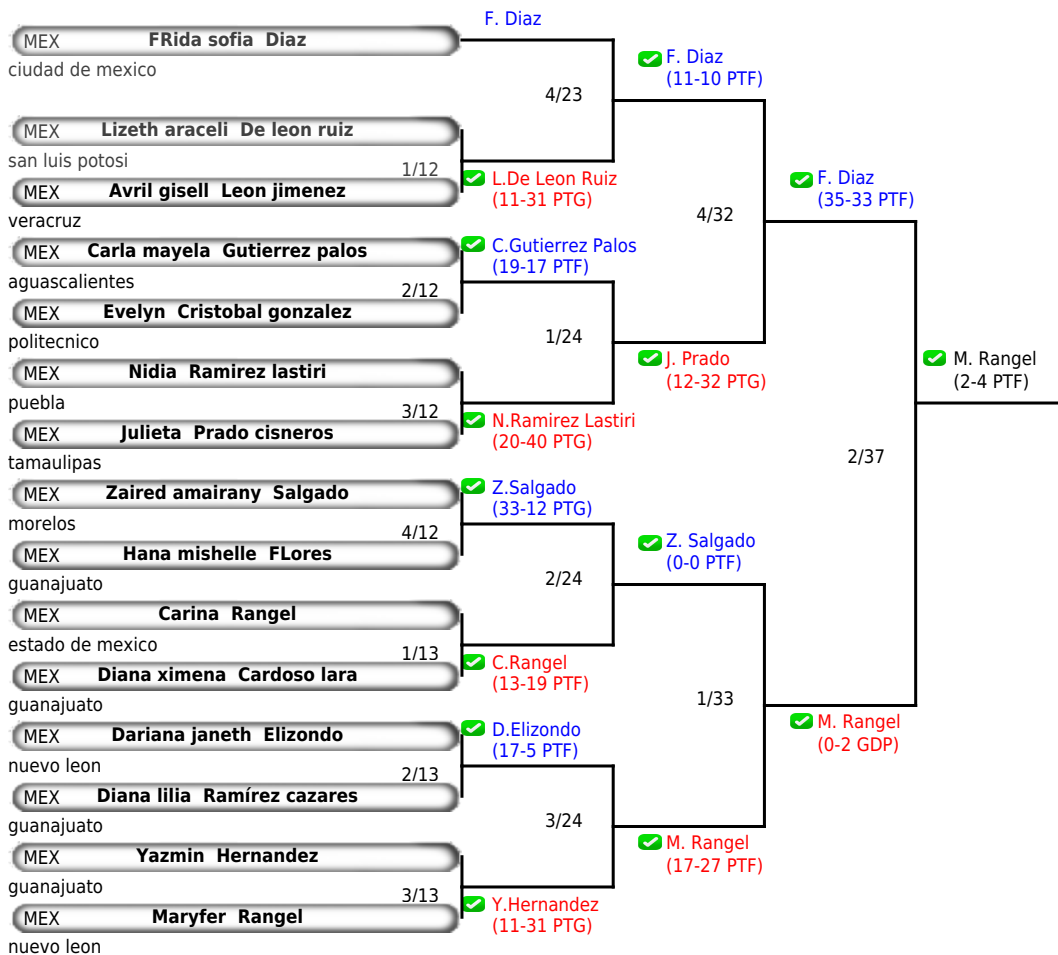 F. Diaz
MEX FRida sofia Diaz
ciudad de mexico
F. Diaz
(11-10 PTF)
4/23
MEX Lizeth araceli De leon ruiz
san luis potosi
1/12
L.De Leon Ruiz
(11-31 PTG)
MEX Avril gisell Leon jimenez
veracruz
F. Diaz
(35-33 PTF)
4/32
MEX Carla mayela Gutierrez palos
C.Gutierrez Palos
(19-17 PTF)
aguascalientes
2/12
MEX Evelyn Cristobal gonzalez
politecnico
1/24
J. Prado
(12-32 PTG)
MEX Nidia Ramirez lastiri
puebla
3/12
N.Ramirez Lastiri
(20-40 PTG)
MEX Julieta Prado cisneros
tamaulipas
M. Rangel
(2-4 PTF)
2/37
MEX Zaired amairany Salgado
Z.Salgado
(33-12 PTG)
morelos
4/12
MEX Hana mishelle FLores
guanajuato
Z. Salgado
(0-0 PTF)
2/24
MEX Carina Rangel
estado de mexico
1/13
C.Rangel
(13-19 PTF)
MEX Diana ximena Cardoso lara
guanajuato
1/33
M. Rangel
(0-2 GDP)
MEX Dariana janeth Elizondo
D.Elizondo
(17-5 PTF)
nuevo leon
2/13
MEX Diana lilia Ramírez cazares
guanajuato
3/24
M. Rangel
(17-27 PTF)
MEX Yazmin Hernandez
guanajuato
3/13
Y.Hernandez
(11-31 PTG)
MEX Maryfer Rangel
nuevo leon